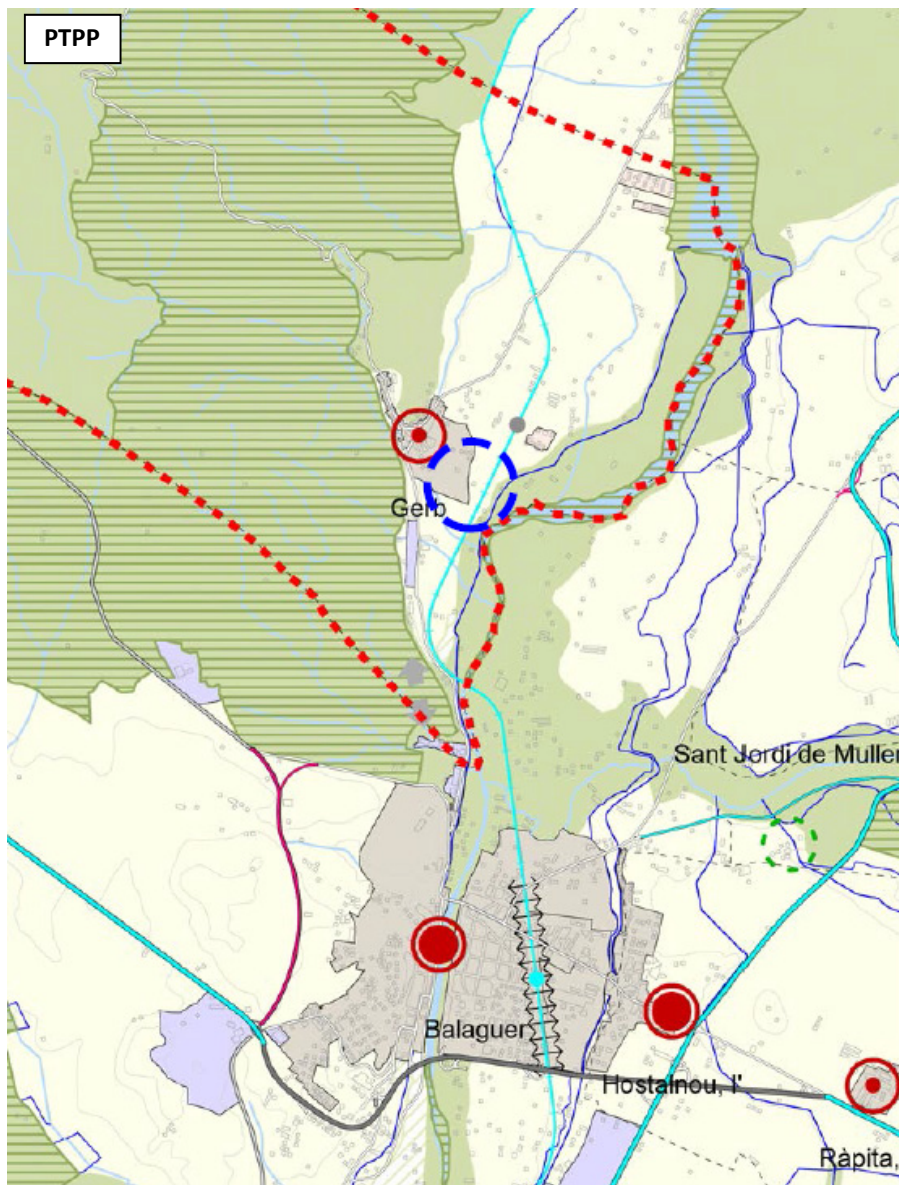 PTPP
Gerb
Sant Jordi de Muller
Balaguer
Hostalnou, l'
Ràpita,